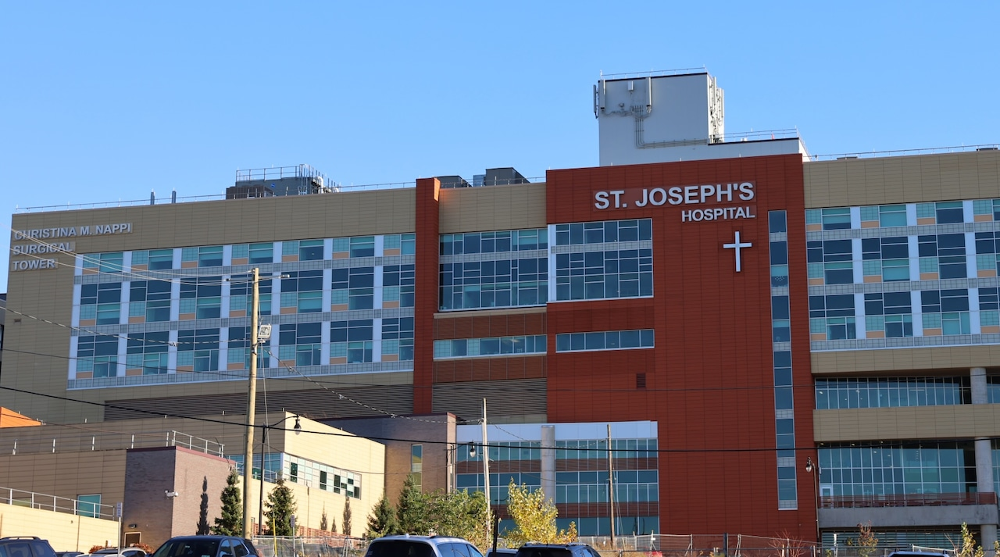 CHRISTINA M. NAPPI
SURGICAL
TOWER
ST. JOSEPH'S
HOSPITAL